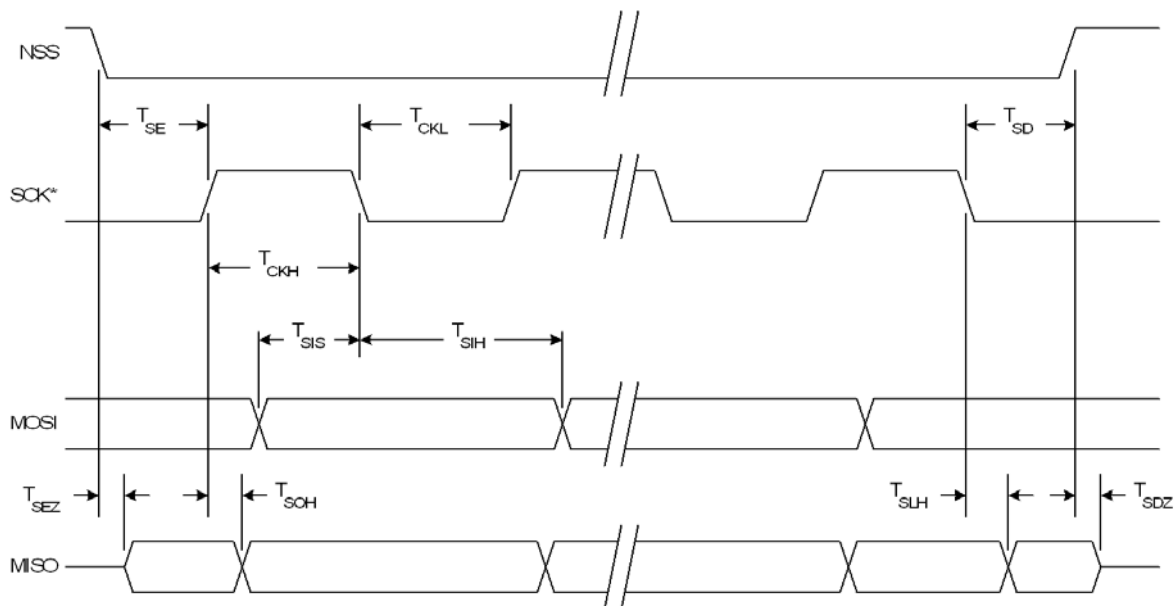 NSS
T_SE
T_CKL
T_SD
SCK*
T_CKH
T_SIS
T_SIH
MOSI
T_SEZ
T_SOH
T_SLH
T_SDZ
MISO